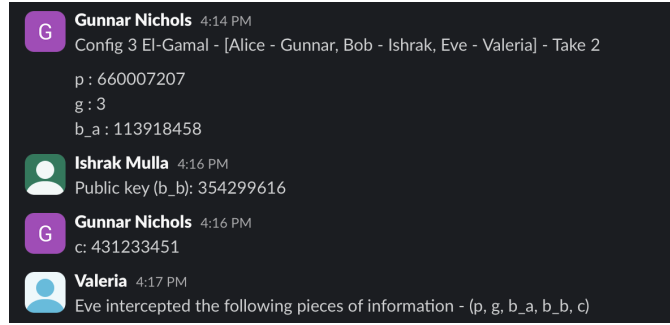 G
Gunnar Nichols 4:14 PM
Config 3 El-Gamal - [Alice - Gunnar, Bob - Ishrak, Eve - Valeria] - Take 2
p : 660007207
g : 3
b_a : 113918458
Ishrak Mulla 4:16 PM
Public key (b_b): 354299616
G
Gunnar Nichols 4:16 PM
c: 431233451
Valeria 4:17 PM
Eve intercepted the following pieces of information - (p, g, b_a, b_b, c)